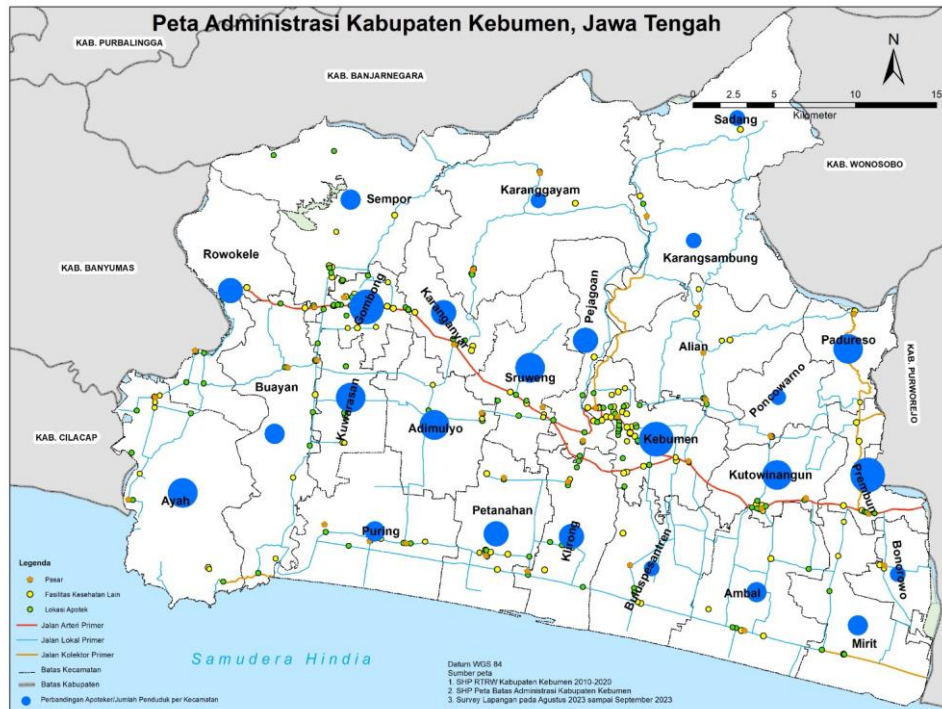 Peta Administrasi Kabupaten Kebumen, Jawa Tengah
KAB. PURBALINGGA
KAB. BANJARNEGARA
N
0 2.5 5 10 15
Kilometer
Sadang
KAB. WONOSOBO
Karanggayam
Sempor
Karangsambung
Rowokele
KAB. BANYUMAS
Gombong
Karanganyar
Pejagoan
Alian
Padureso
KAB. PURWOREJO
Sruweng
Buayan
Kuwarasan
Poncowarno
Adimulyo
KAB. CILACAP
Kebumen
Kutowinangun
Prembun
Ayah
Petanahan
Puring
Klirong
Buluspesantren
Bonorowo
Ambal
Mirit
Legenda
Pasar
Fasilitas Kesehatan Lain
Lokasi Apotek
Jalan Arteri Primer
Jalan Lokal Primer
Jalan Kolektor Primer
Batas Kecamatan
Batas Kabupaten
Perbandingan Apoteker/Jumlah Penduduk per Kecamatan
Samudera Hindia
Datum WGS 84
Sumber peta
1. SHP RTRW Kabupaten Kebumen 2010-2020
2. SHP Peta Batas Administrasi Kabupaten Kebumen
3. Survey Lapangan pada Agustus 2023 sampai September 2023